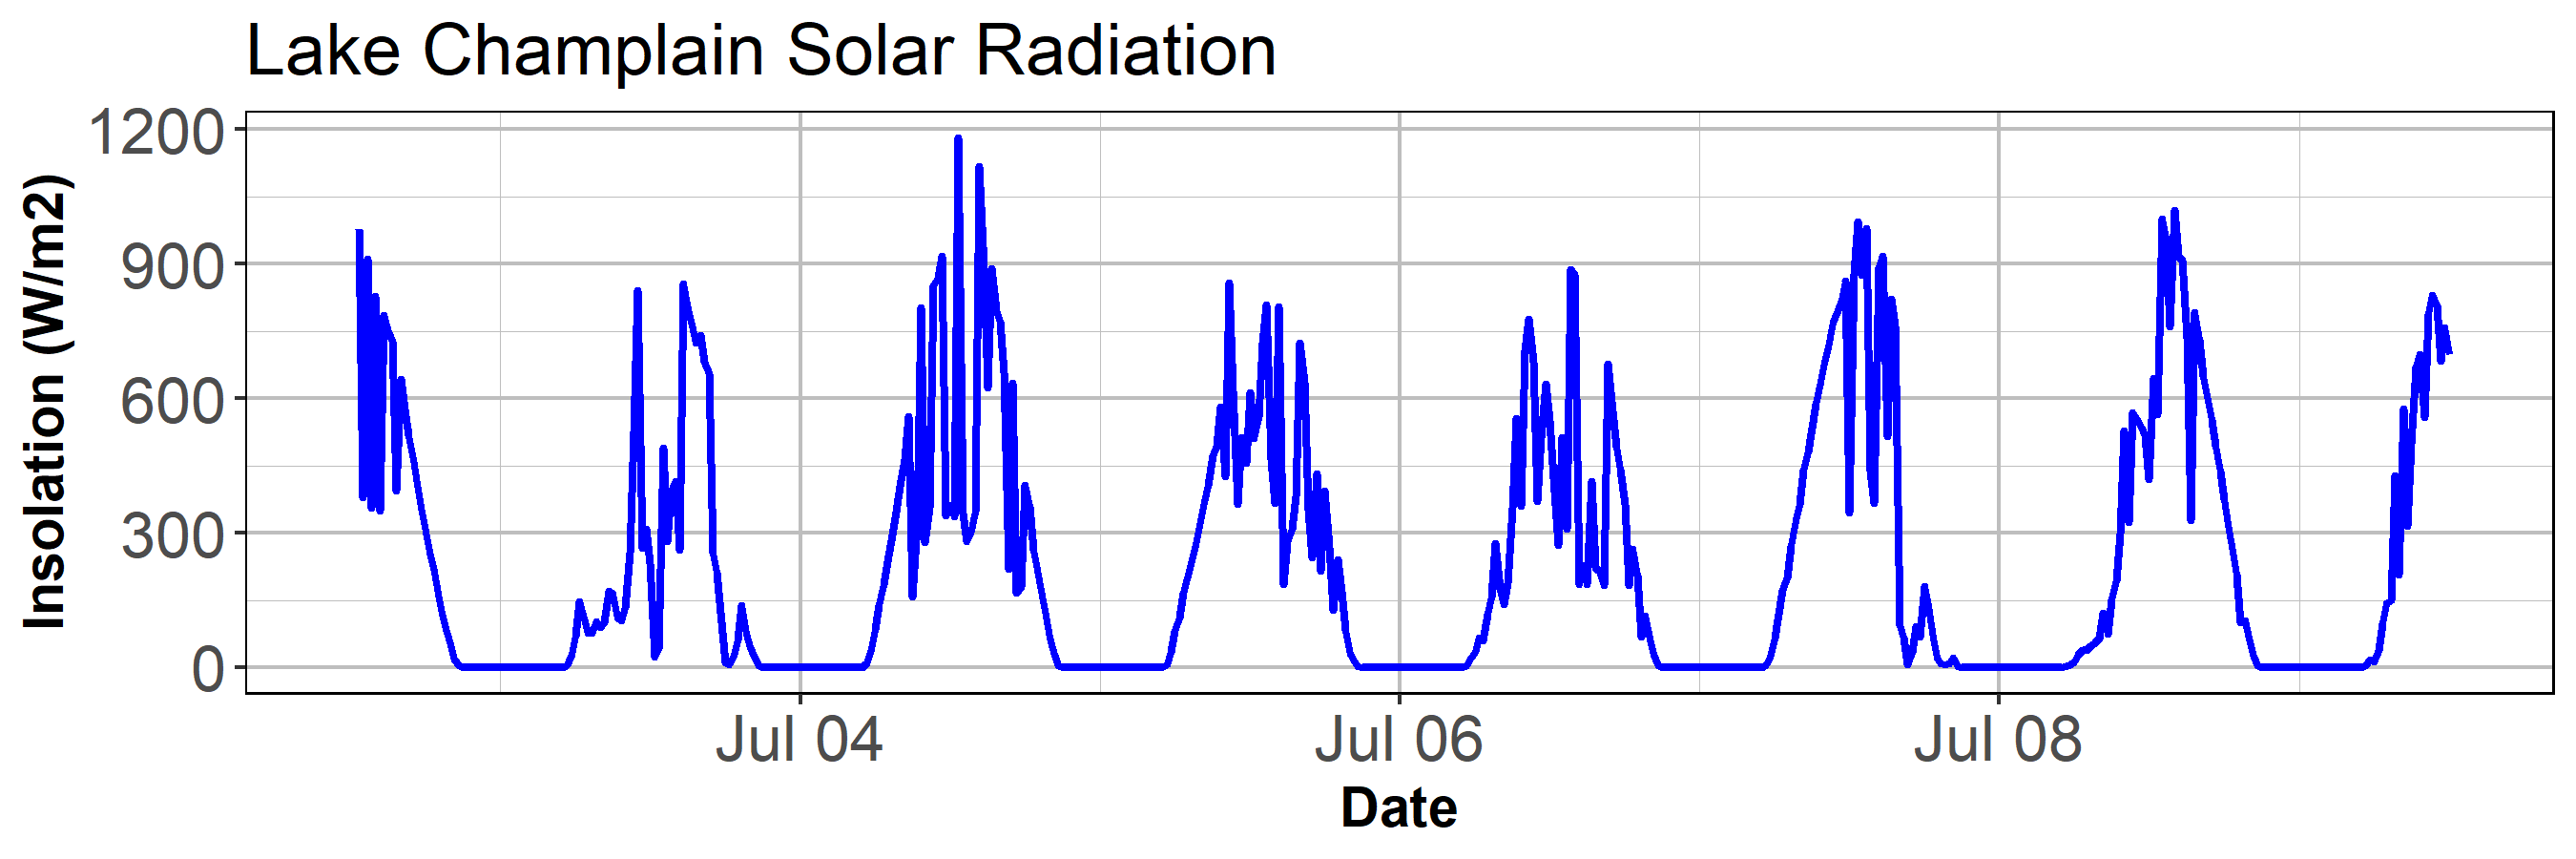 Lake Champlain Solar Radiation
1200
900
600
300
0
Insolation (W/m2)
Jul 04 Jul 06 Jul 08
Date